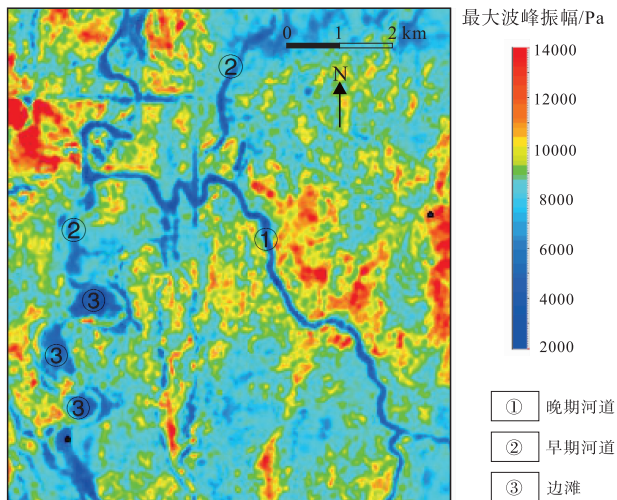 最大波峰振幅/Pa
0 1 2 km
N
②
①
②
③
③
③
14000
12000
10000
8000
6000
4000
2000
① 晚期河道
② 早期河道
③ 边滩